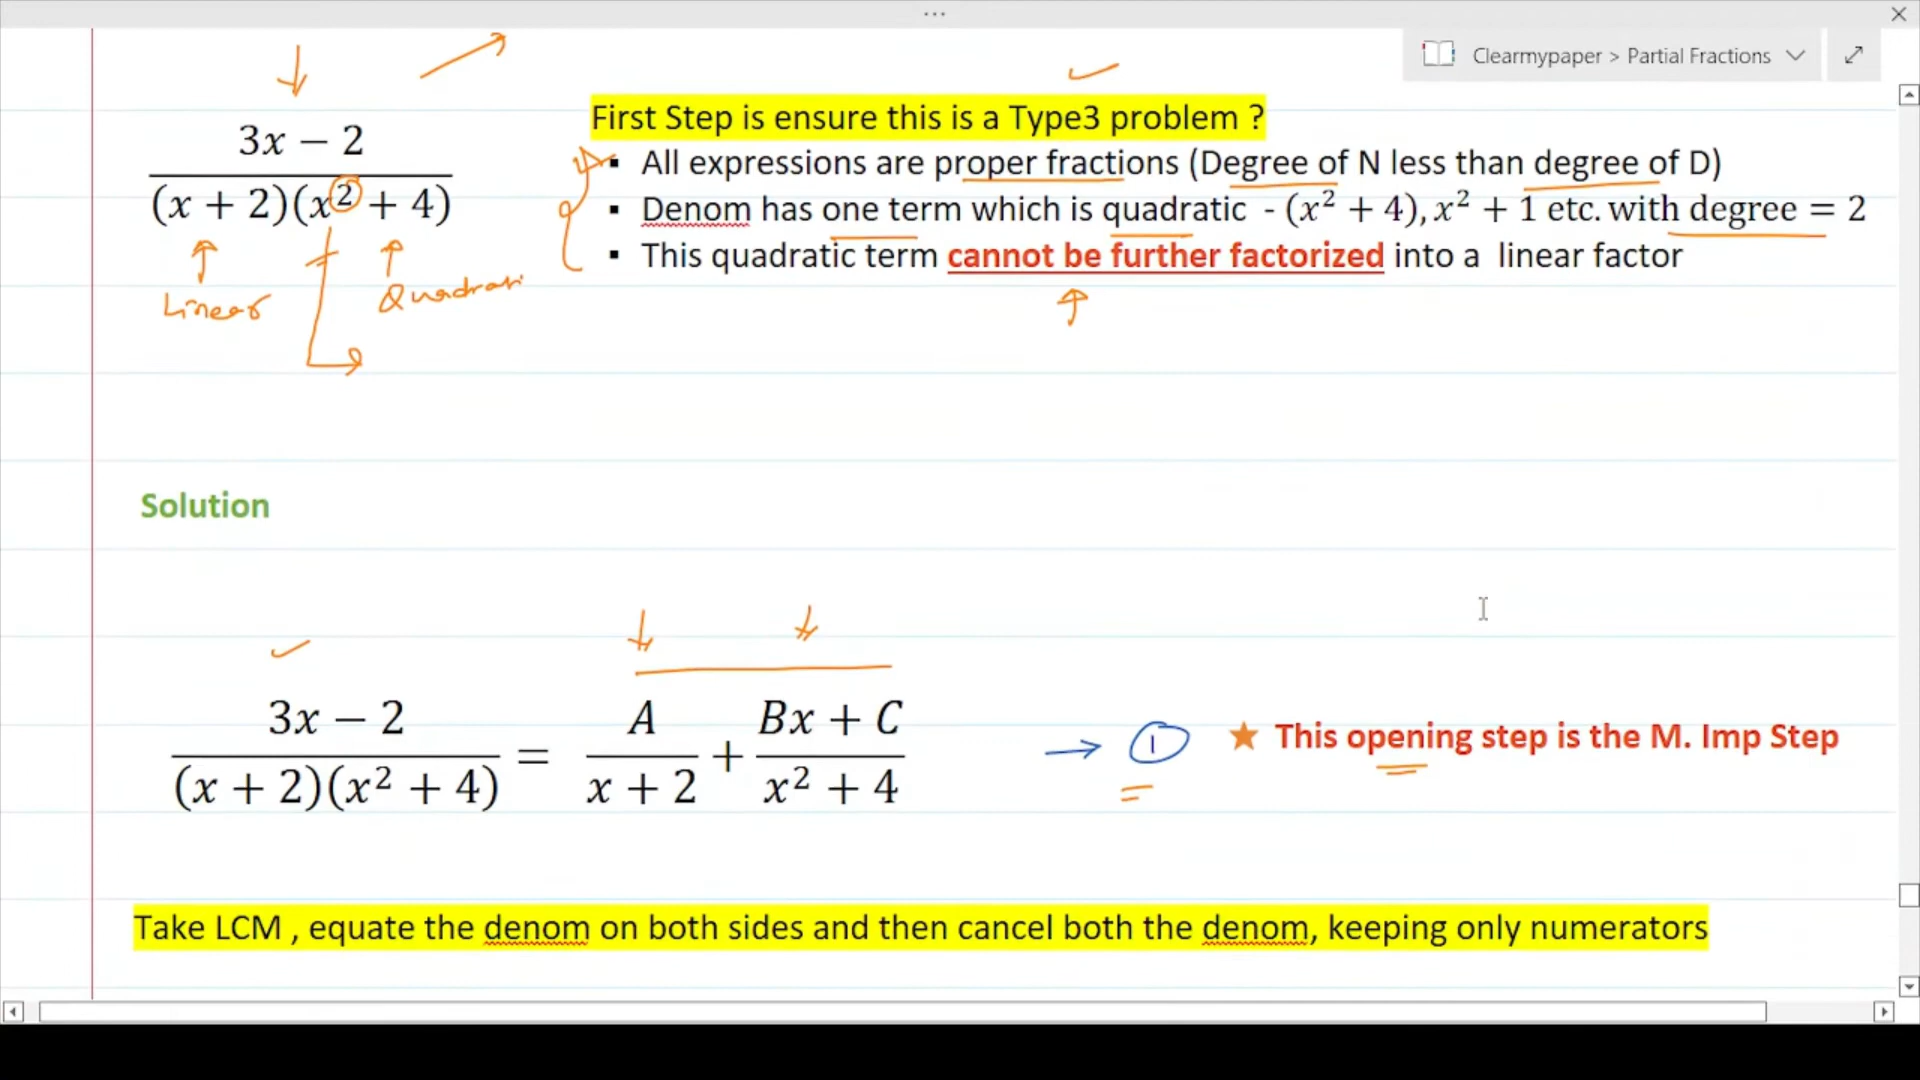 Clearmypaper > Partial Fractions
First Step is ensure this is a Type3 problem ?
3x − 2
(x + 2)(x² + 4)
▪ All expressions are proper fractions (Degree of N less than degree of D)
▪ Denom has one term which is quadratic - (x² + 4), x² + 1 etc. with degree = 2
▪ This quadratic term cannot be further factorized into a linear factor
Linear
Quadrati
Solution
3x − 2 / (x + 2)(x² + 4) = A / x + 2 + Bx + C / x² + 4 → 1 ★ This opening step is the M. Imp Step
Take LCM , equate the denom on both sides and then cancel both the denom, keeping only numerators